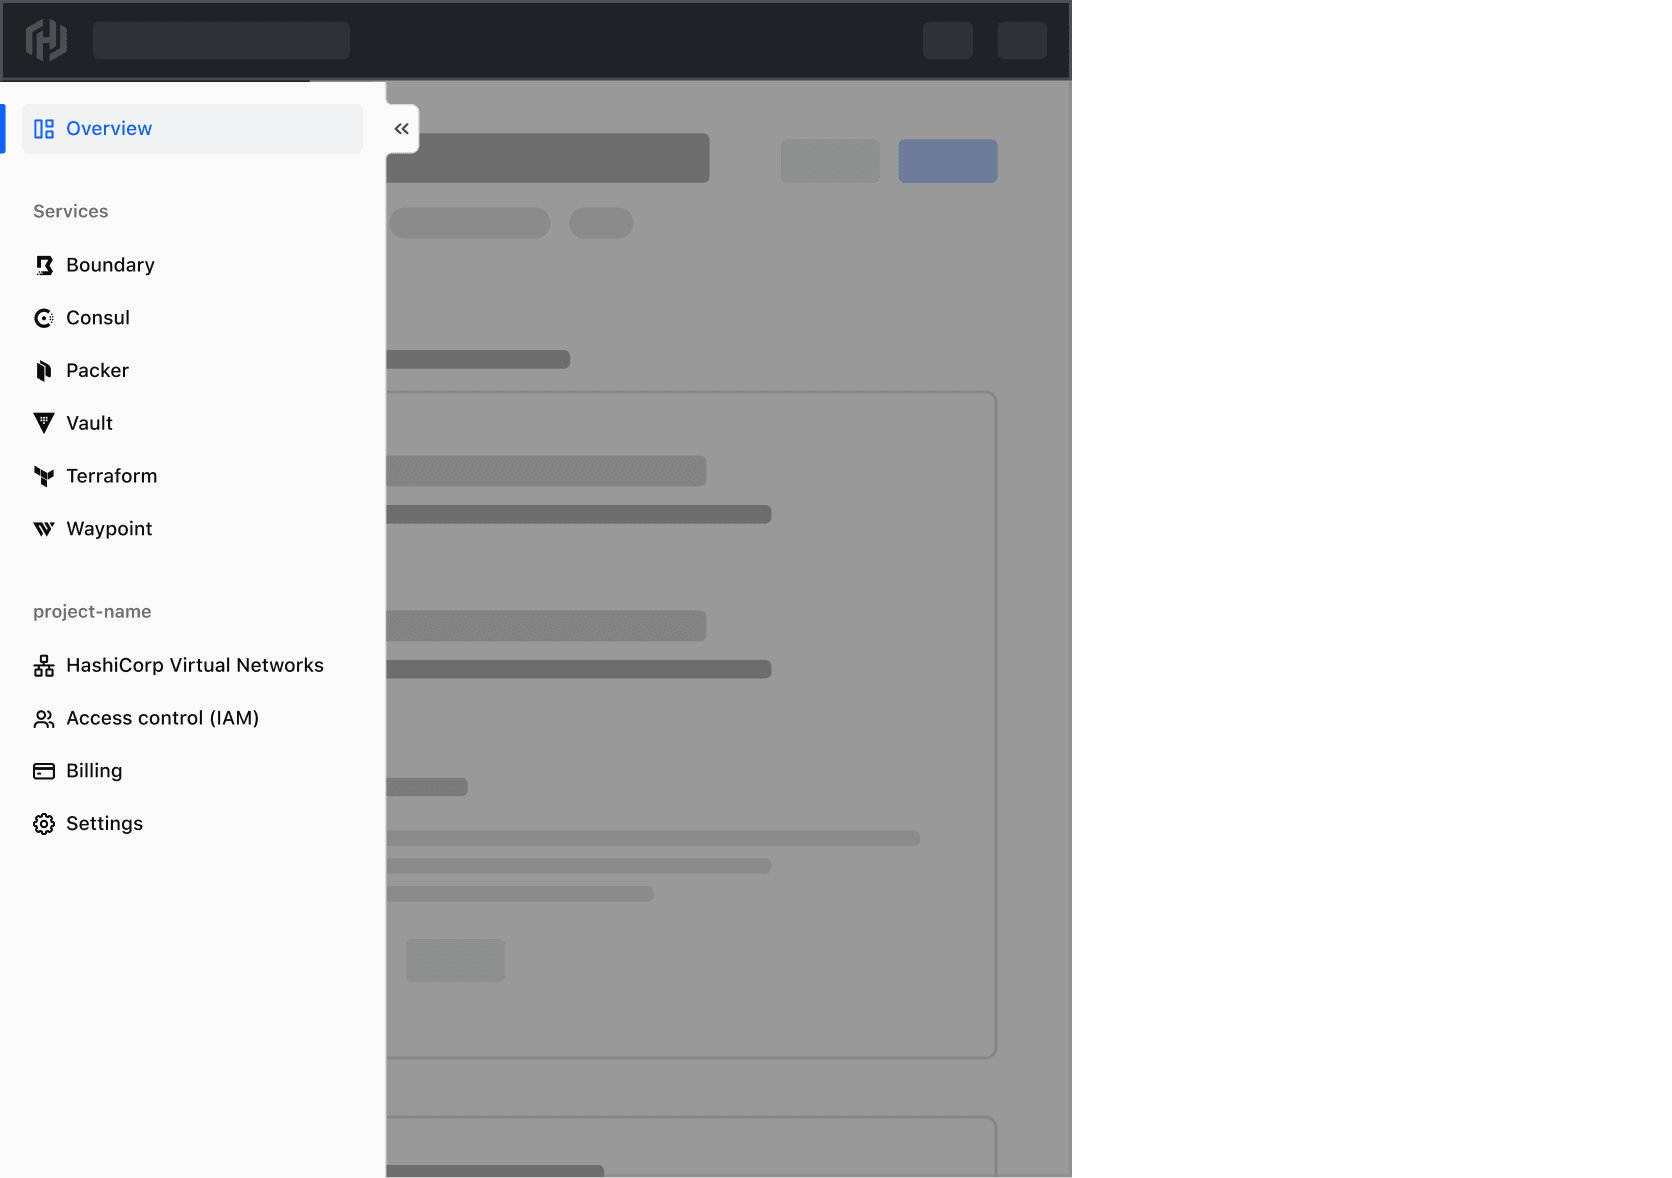 Overview
Services
Boundary
Consul
Packer
Vault
Terraform
Waypoint
project-name
HashiCorp Virtual Networks
Access control (IAM)
Billing
Settings